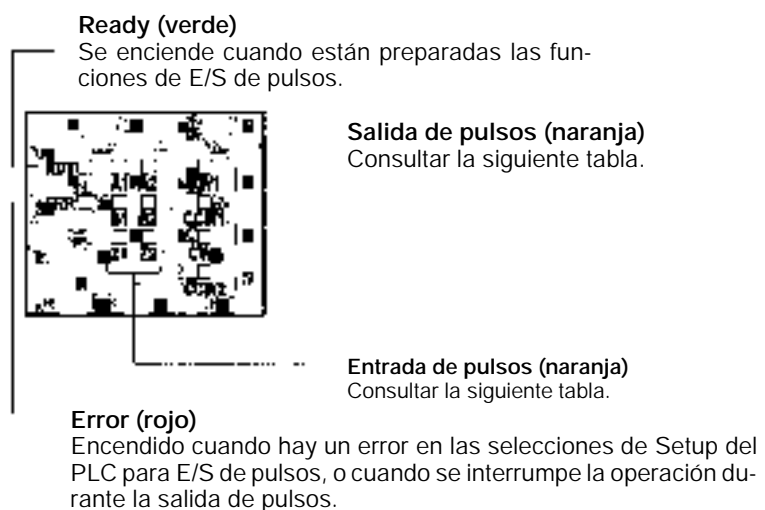 Ready (verde)
Se enciende cuando están preparadas las fun-
ciones de E/S de pulsos.
Salida de pulsos (naranja)
Consultar la siguiente tabla.
Entrada de pulsos (naranja)
Consultar la siguiente tabla.
Error (rojo)
Encendido cuando hay un error en las selecciones de Setup del
PLC para E/S de pulsos, o cuando se interrumpe la operación du-
rante la salida de pulsos.